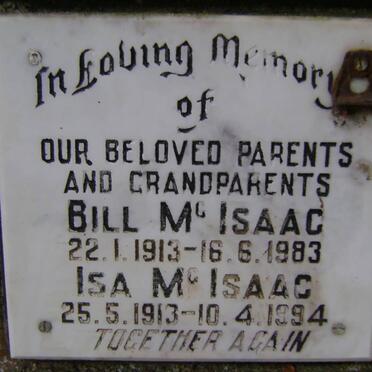 In Loving Memory
of
OUR BELOVED PARENTS
AND GRANDPARENTS
BILL Mc ISAAC
22.1.1913-16.6.1983
ISA Mc ISAAC
25.5.1913-10.4.1994
TOGETHER AGAIN